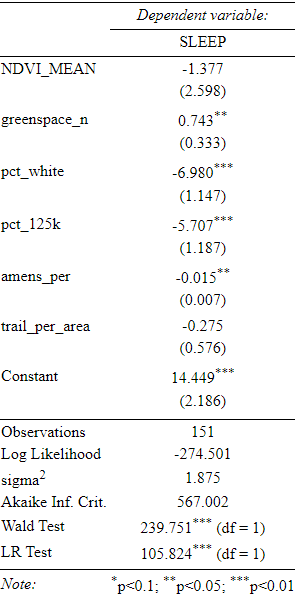 Dependent variable:
SLEEP
NDVI_MEAN -1.377
(2.598)
greenspace_n 0.743**
(0.333)
pct_white -6.980***
(1.147)
pct_125k -5.707***
(1.187)
amens_per -0.015**
(0.007)
trail_per_area -0.275
(0.576)
Constant 14.449***
(2.186)
Observations 151
Log Likelihood -274.501
sigma2 1.875
Akaike Inf. Crit. 567.002
Wald Test 239.751*** (df = 1)
LR Test 105.824*** (df = 1)
Note: *p<0.1; **p<0.05; ***p<0.01